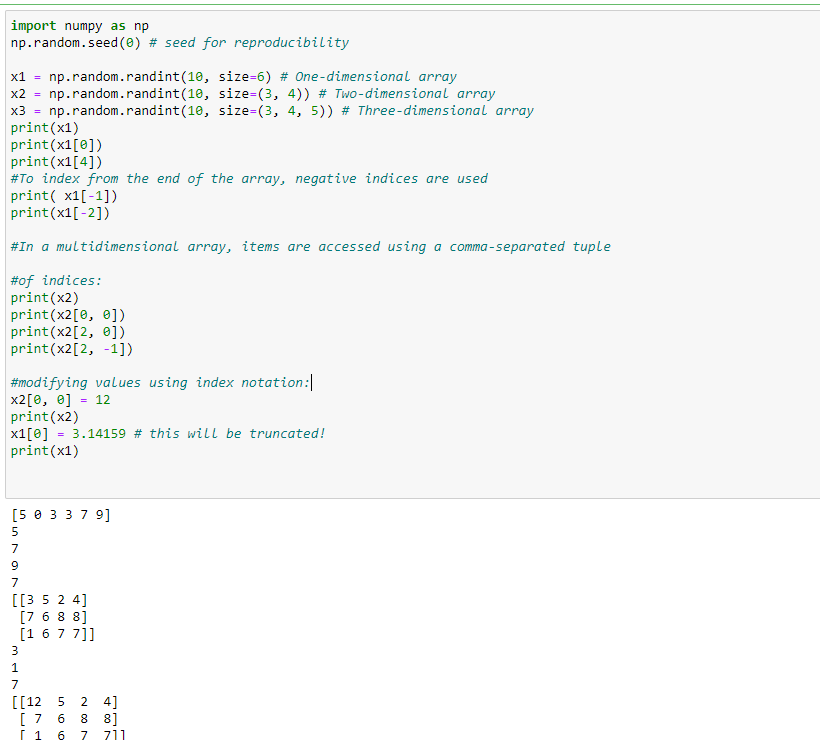 import numpy as np
np.random.seed(0) # seed for reproducibility
x1 = np.random.randint(10, size=6) # One-dimensional array
x2 = np.random.randint(10, size=(3, 4)) # Two-dimensional array
x3 = np.random.randint(10, size=(3, 4, 5)) # Three-dimensional array
print(x1)
print(x1[0])
print(x1[4])
#To index from the end of the array, negative indices are used
print( x1[-1])
print(x1[-2])
#In a multidimensional array, items are accessed using a comma-separated tuple
#of indices:
print(x2)
print(x2[0, 0])
print(x2[2, 0])
print(x2[2, -1])
#modifying values using index notation:
x2[0, 0] = 12
print(x2)
x1[0] = 3.14159 # this will be truncated!
print(x1)
[5 0 3 3 7 9]
5
7
9
7
[[3 5 2 4]
 [7 6 8 8]
 [1 6 7 7]]
3
1
7
[[12  5  2  4]
 [ 7  6  8  8]
 [ 1  6  7  7]]